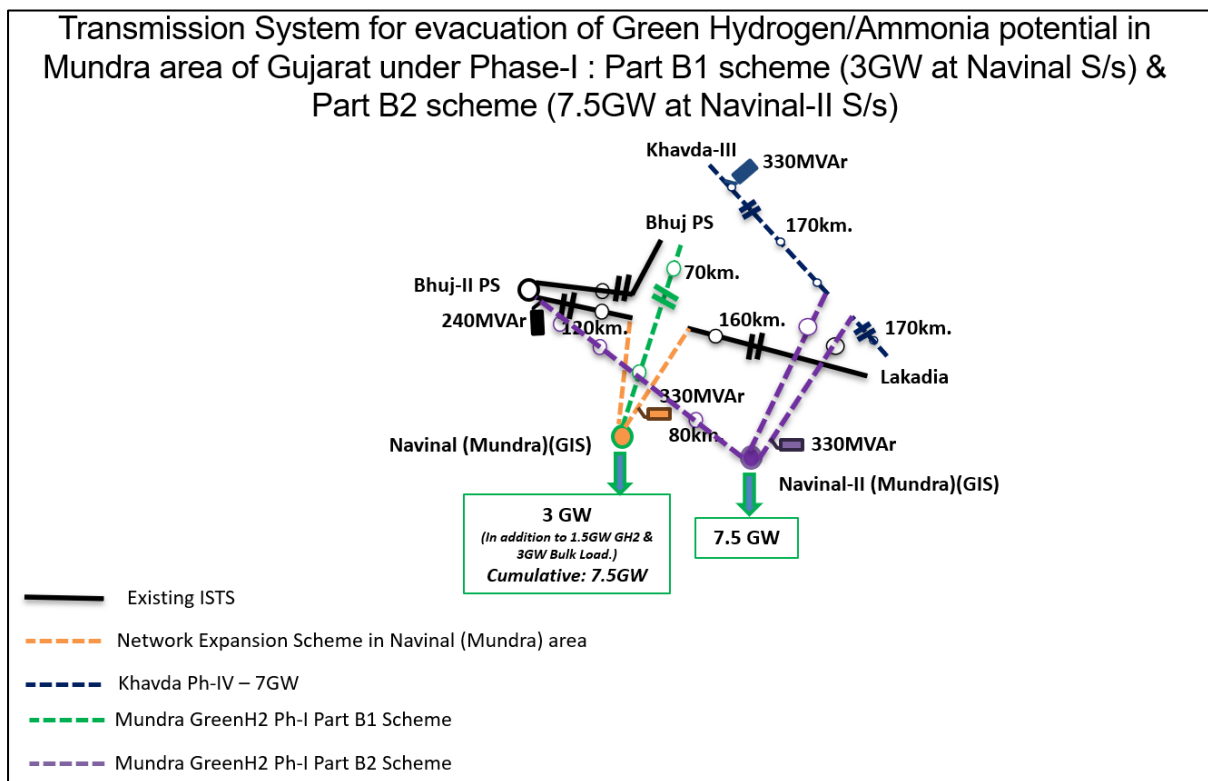 Transmission System for evacuation of Green Hydrogen/Ammonia potential in
Mundra area of Gujarat under Phase-I : Part B1 scheme (3GW at Navinal S/s) &
Part B2 scheme (7.5GW at Navinal-II S/s)
Khavda-III
330MVAr
Bhuj PS
170km.
70km.
Bhuj-II PS
240MVAr
120km.
160km.
170km.
Lakadia
330MVAr
80km.
Navinal (Mundra)(GIS)
330MVAr
Navinal-II (Mundra)(GIS)
3 GW
(In addition to 1.5GW GH2 &
3GW Bulk Load.)
Cumulative: 7.5GW
7.5 GW
Existing ISTS
Network Expansion Scheme in Navinal (Mundra) area
Khavda Ph-IV – 7GW
Mundra GreenH2 Ph-I Part B1 Scheme
Mundra GreenH2 Ph-I Part B2 Scheme